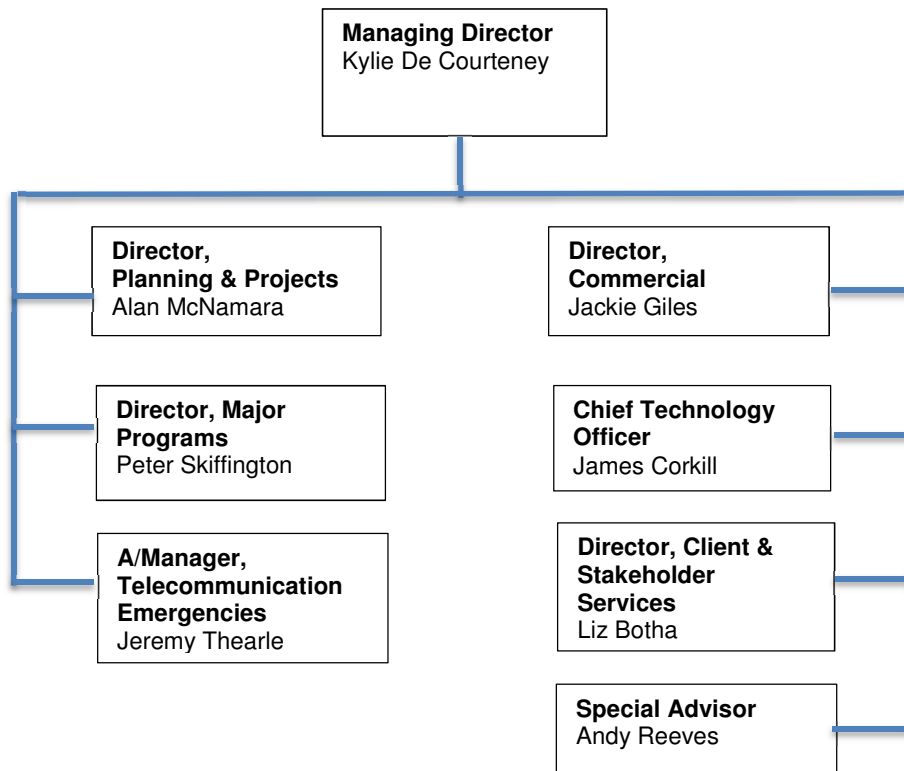 Managing Director
Kylie De Courteney
Director,
Planning & Projects
Alan McNamara
Director,
Commercial
Jackie Giles
Director, Major
Programs
Peter Skiffington
Chief Technology
Officer
James Corkill
A/Manager,
Telecommunication
Emergencies
Jeremy Thearle
Director, Client &
Stakeholder
Services
Liz Botha
Special Advisor
Andy Reeves